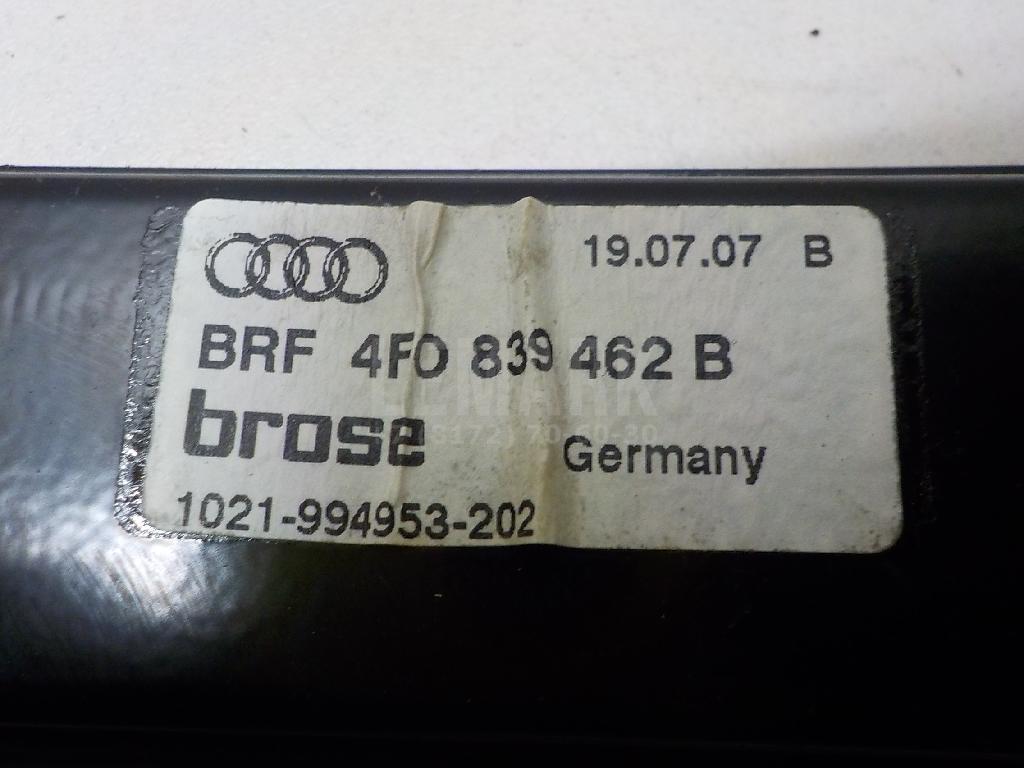 19.07.07 B
BRF 4F0 839 462 B
brose Germany
1021-994953-202